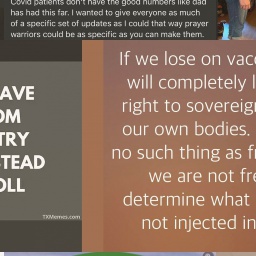 Covid patients don't have the good numbers like dad
has had this far. I wanted to give everyone as much
of a specific set of updates as I could that way prayer
warriors could be as specific as you can make them.
AVE
OM
TRY
STEAD
OLL
TXMemes.com
If we lose on vacc
will completely l
right to sovereig
our own bodies.
no such thing as fr
we are not fre
determine what
not injected in